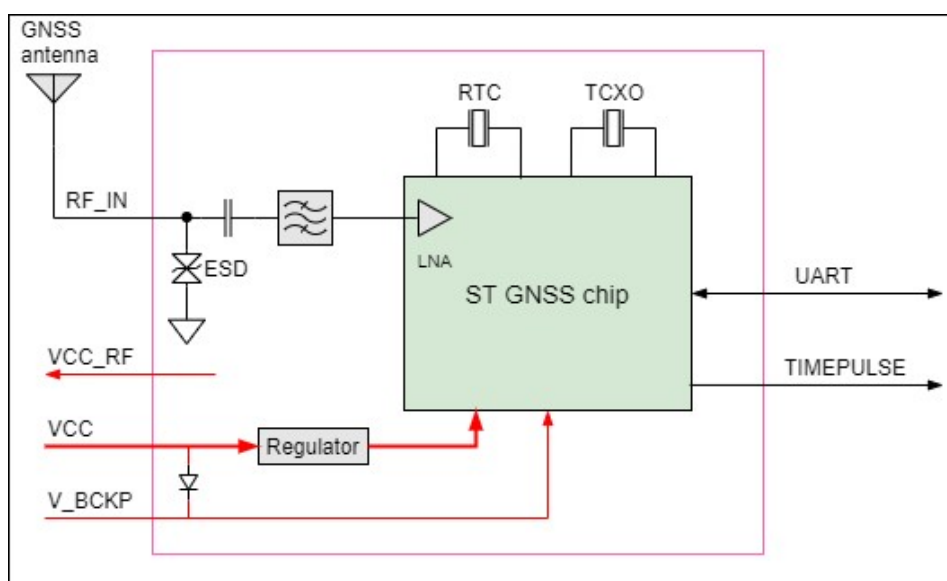 GNSS
antenna
RTC
TCXO
RF_IN
ESD
LNA
ST GNSS chip
UART
VCC_RF
TIMEPULSE
VCC
Regulator
V_BCKP